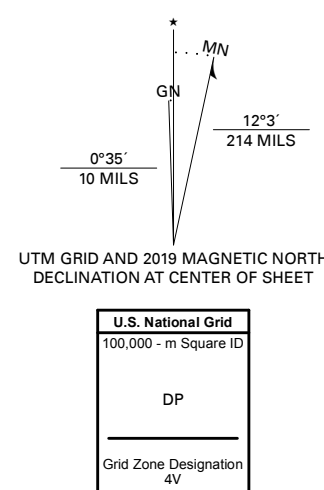 ★
MN
GN
12°3´
214 MILS
0°35´
10 MILS
UTM GRID AND 2019 MAGNETIC NORTH
DECLINATION AT CENTER OF SHEET
U.S. National Grid
100,000 - m Square ID
DP
Grid Zone Designation
4V